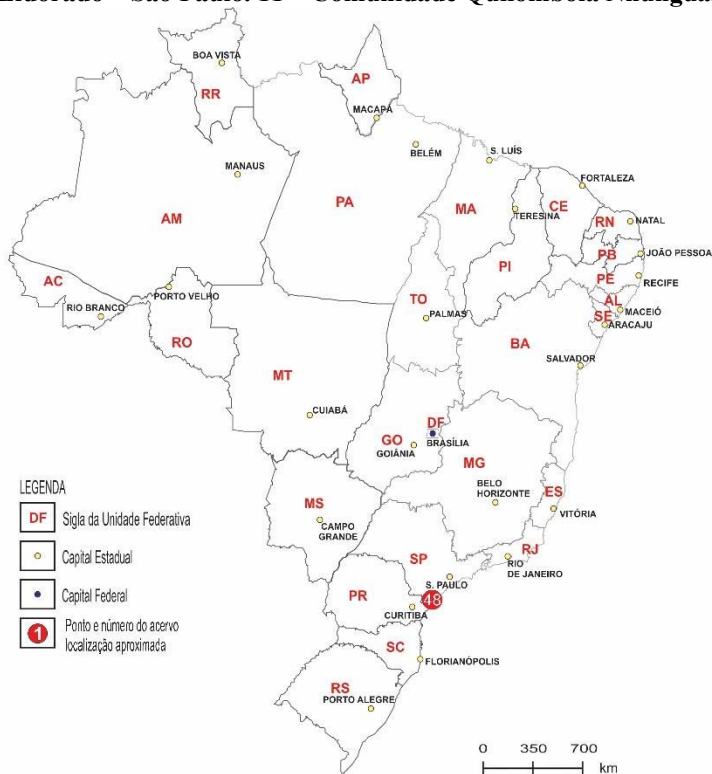 São Paulo. 11 – Comunidade Quilombola
BOA VISTA
RR
AP
MACAPÁ
BELÉM
S. LUÍS
FORTALEZA
MANAUS
AM
PA
MA
TERESINA
CE
RN
NATAL
PB
JOÃO PESSOA
PI
PE
RECIFE
AC
RIO BRANCO
PORTO VELHO
TO
PALMAS
AL
MACEIÓ
SE
ARACAJU
RO
BA
MT
SALVADOR
CUIABÁ
DF
GO
BRASÍLIA
GOIÂNIA
MG
BELO
HORIZONTE
ES
VITÓRIA
MS
CAMPO
GRANDE
SP
RJ
RIO
DE JANEIRO
S. PAULO
PR
48
CURITIBA
SC
FLORIANÓPOLIS
RS
PORTO ALEGRE
LEGENDA
DF Sigla da Unidade Federativa
Capital Estadual
Capital Federal
1 Ponto e número do acervo
localização aproximada
0 350 700
km